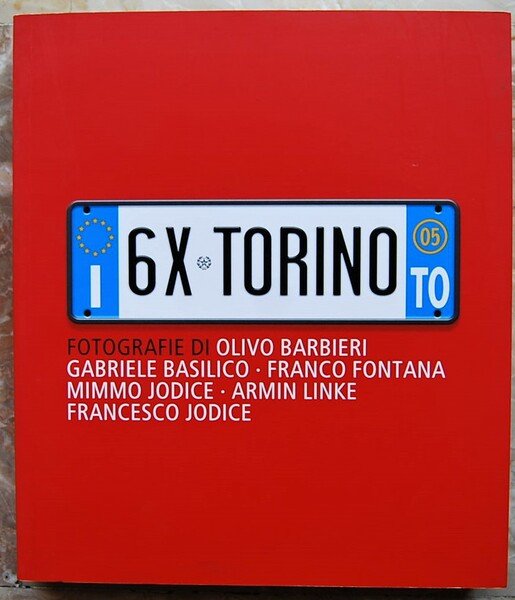 I 6X TORINO 05 TO
FOTOGRAFIE DI OLIVO BARBIERI
GABRIELE BASILICO · FRANCO FONTANA
MIMMO JODICE · ARMIN LINKE
FRANCESCO JODICE